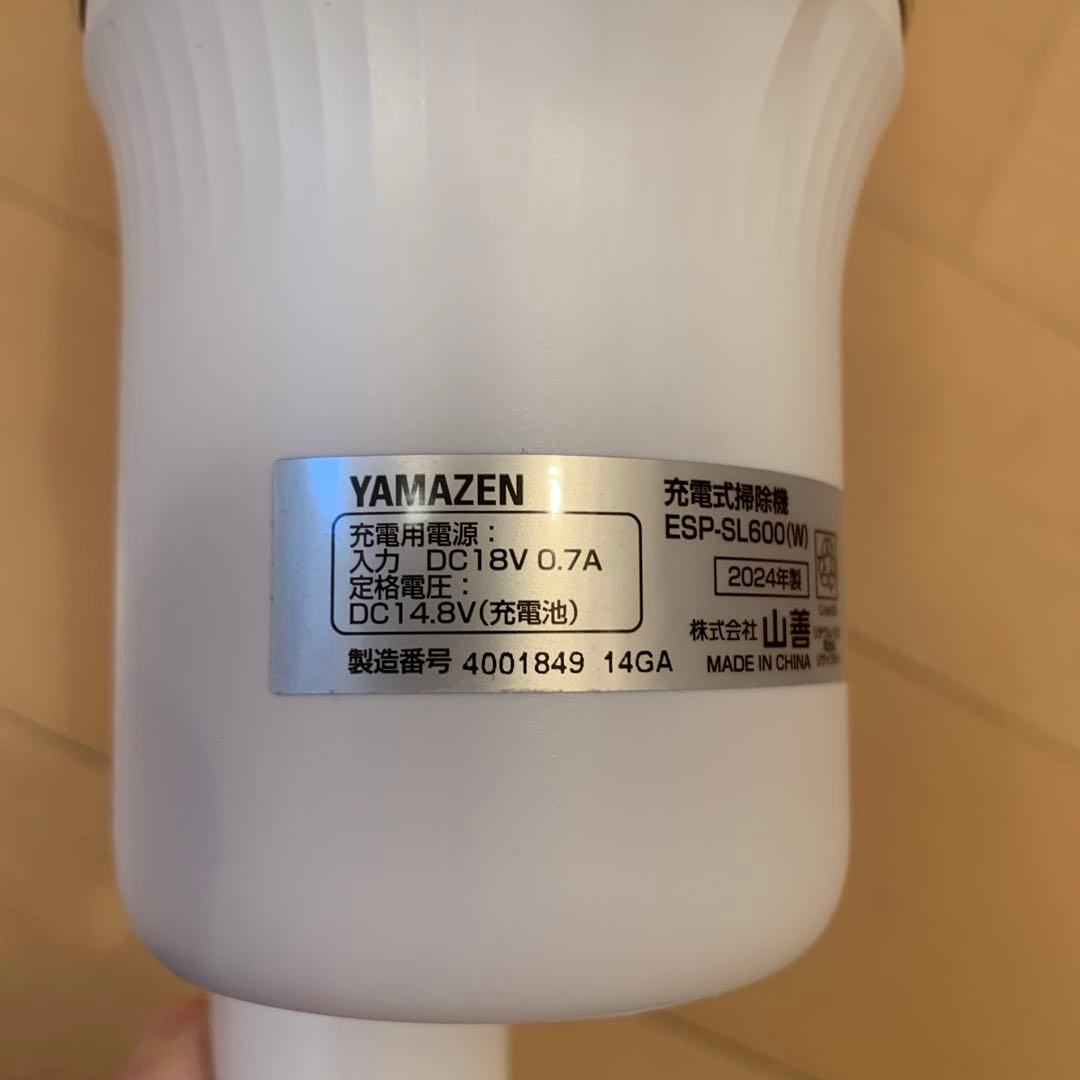 YAMAZEN
充電用電源：
入力 DC18V 0.7A
定格電圧：
DC14.8V(充電池)
製造番号 4001849 14GA
充電式掃除機
ESP-SL600(W)
2024年製
株式会社 山善
MADE IN CHINA